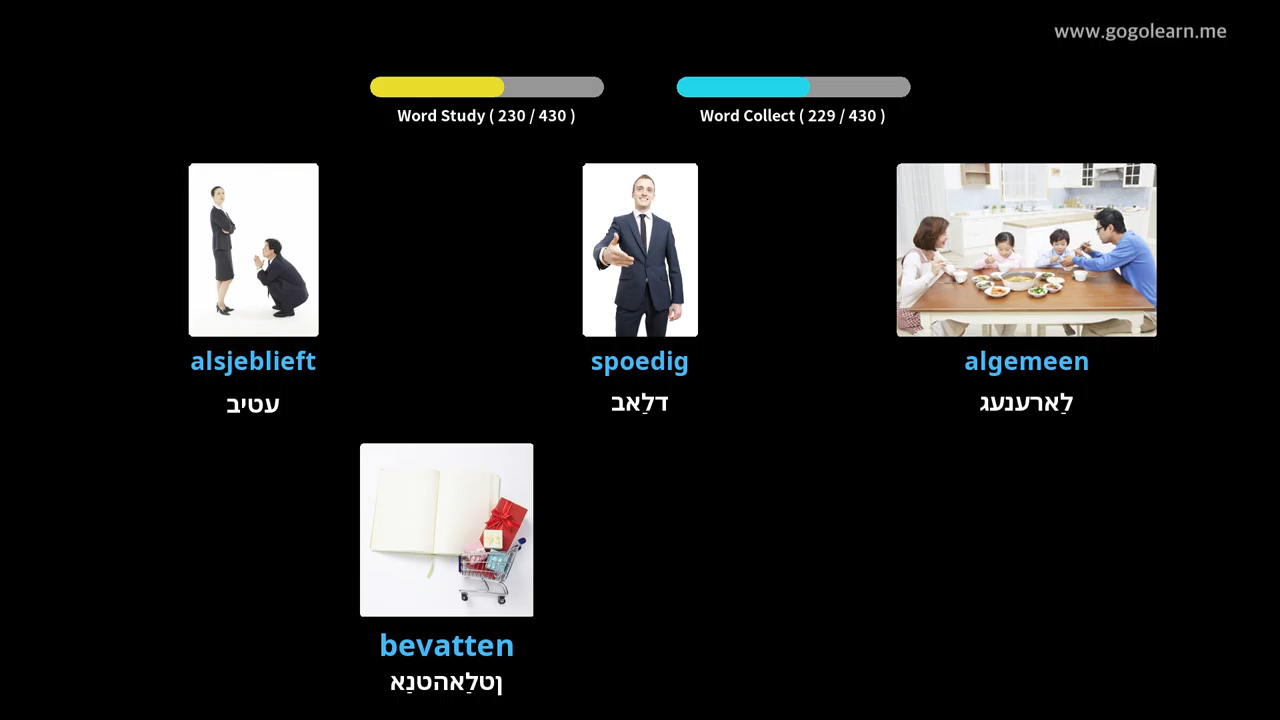 www.gogolearn.me
Word Study ( 230 / 430 )
Word Collect ( 229 / 430 )
alsjeblieft
עטיב
spoedig
דלַאב
algemeen
לַארענעג
bevatten
ןטלַאהטנַא